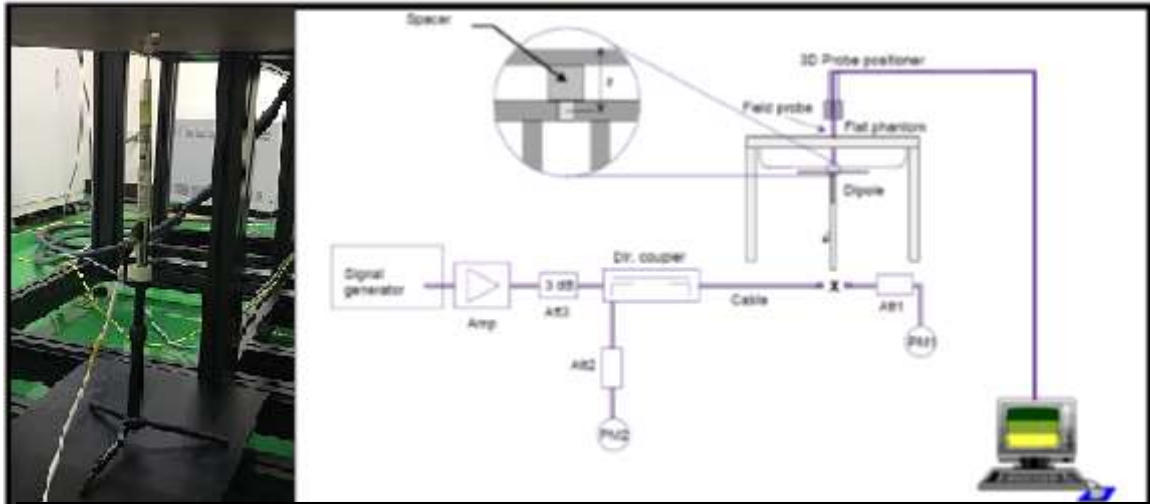 Spacer
3D Probe positioner
Field probe
Flat phantom
Dipole
Signal
generator
Amp
3 dB
Att3
Dir. coupler
Cable
x
Att1
PM1
Att2
PM2